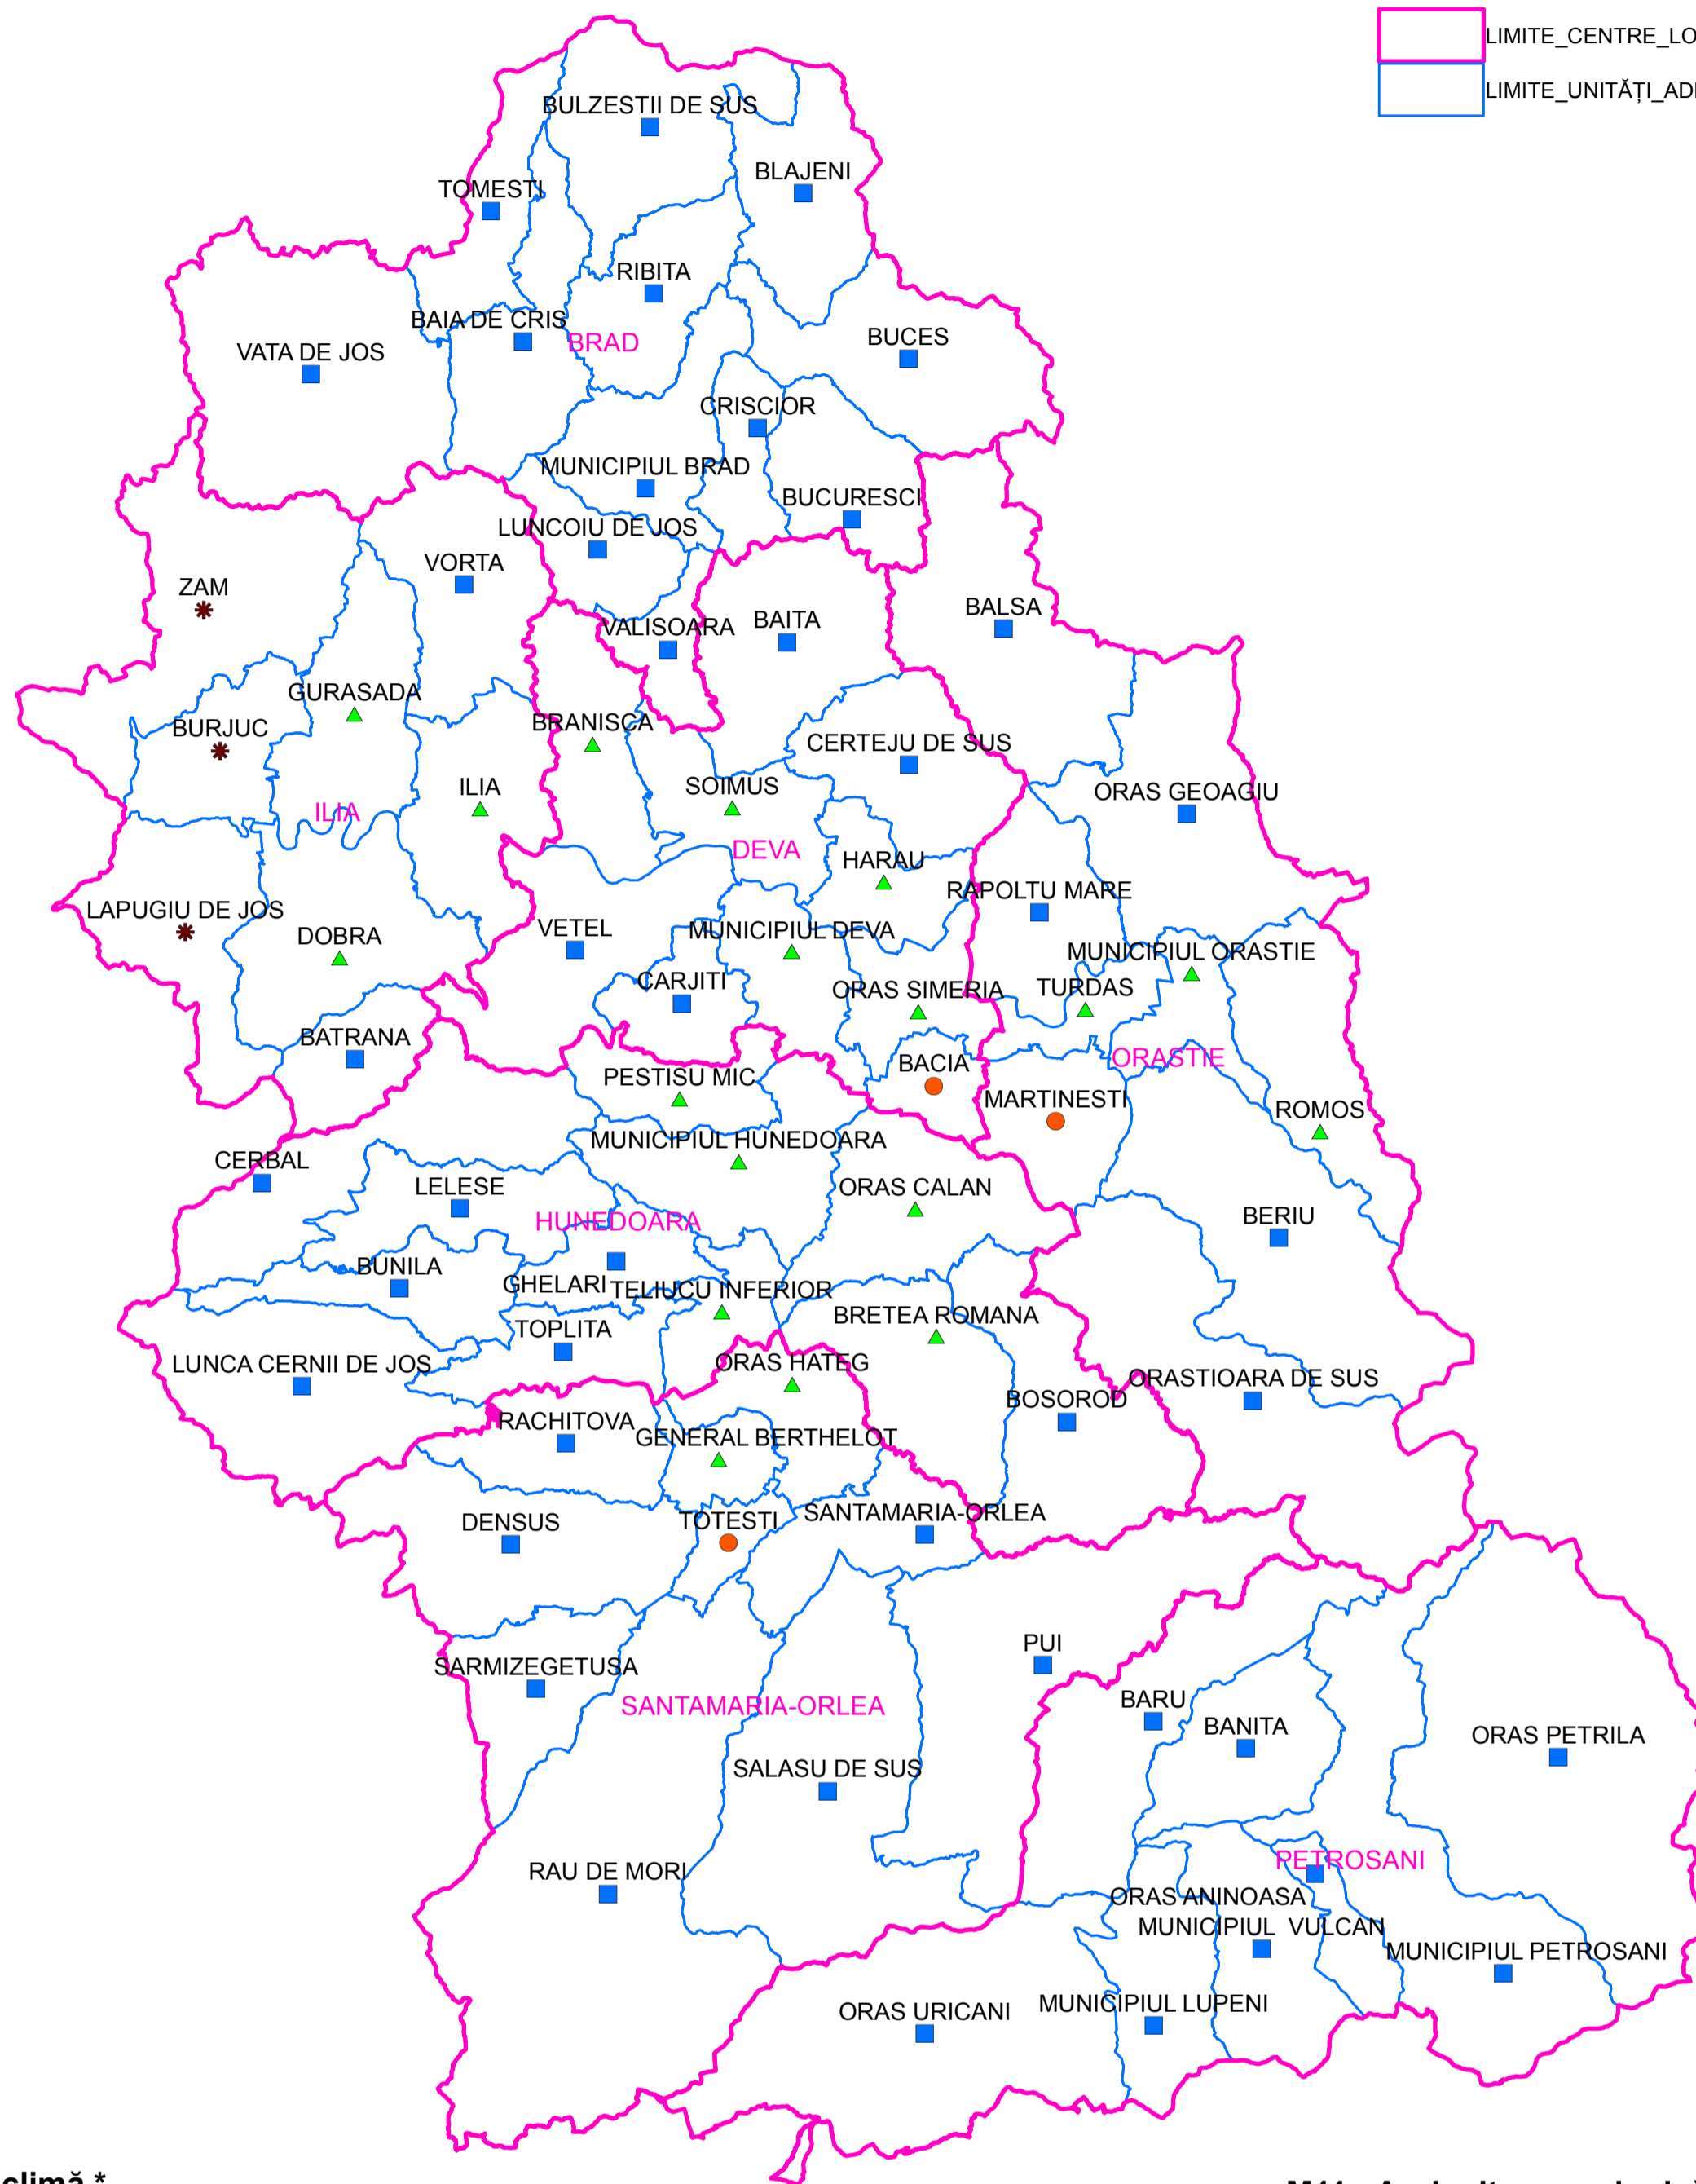 LIMITE_CENTRE_LO
LIMITE_UNITĂȚI_AD
BULZESTII DE SUS
BLAJENI
TOMESTI
RIBITA
BAIA DE CRIS
BRAD
BUCES
VATA DE JOS
CRISCIOR
MUNICIPIUL BRAD
BUCURESCI
LUNCOIU DE JOS
VORTA
ZAM
BALSA
BAITA
VALISOARA
GURASADA
BRANISCA
BURJUC
CERTEJU DE SUS
ILIA
SOIMUS
ORAS GEOAGIU
ILIA
DEVA
HARAU
RAPOLTU MARE
LAPUGIU DE JOS
DOBRA
VETEL
MUNICIPIUL DEVA
MUNICIPIUL ORASTIE
CARJITI
ORAS SIMERIA
TURDAS
BATRANA
ORASTIE
BACIA
PESTISU MIC
MARTINESTI
ROMOS
MUNICIPIUL HUNEDOARA
CERBAL
LELESE
ORAS CALAN
HUNEDOARA
BERIU
BUNILA
GHELARI
TELIUCU INFERIOR
BRETEA ROMANA
TOPLITA
LUNCA CERNII DE JOS
ORAS HATEG
ORASTIOARA DE SUS
BOSOROD
RACHITOVA
GENERAL BERTHELOT
DENSUS
TOTESTI
SANTAMARIA-ORLEA
PUI
SARMIZEGETUSA
BARU
SANTAMARIA-ORLEA
BANITA
ORAS PETRILA
SALASU DE SUS
PETROSANI
RAU DE MORI
ORAS ANINOASA
MUNICIPIUL VULCAN
MUNICIPIUL PETROSANI
MUNICIPIUL LUPENI
ORAS URICANI
climă *